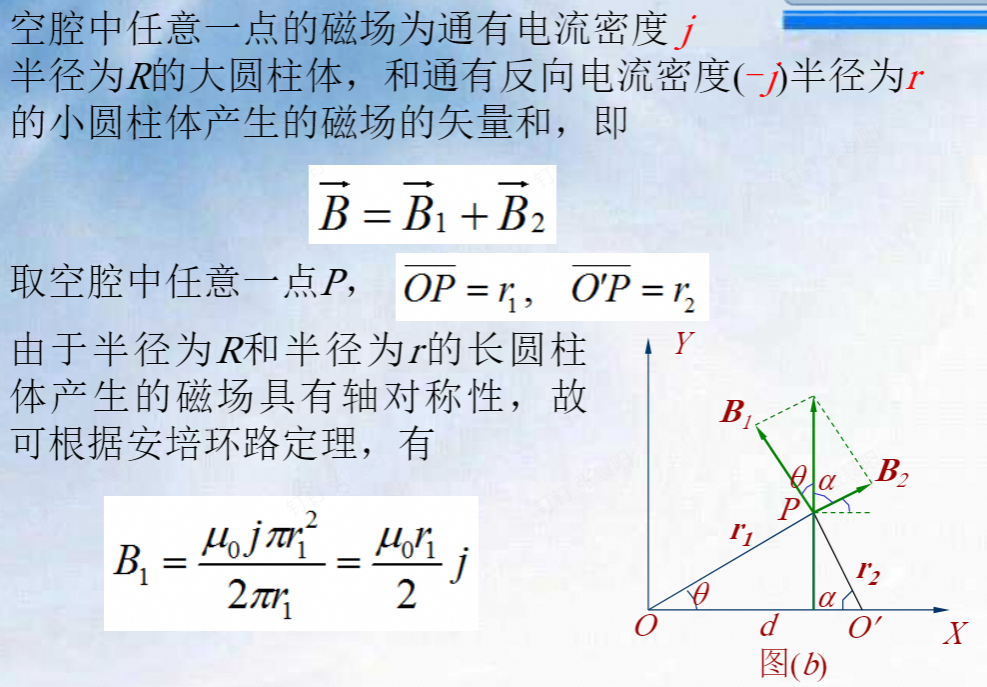 空腔中任意一点的磁场为通有电流密度 j
半径为R的大圆柱体，和通有反向电流密度(-j)半径为r
的小圆柱体产生的磁场的矢量和，即
\vec{B} = \vec{B}_1 + \vec{B}_2
取空腔中任意一点P， \overline{OP} = r_1, \overline{O'P} = r_2
由于半径为R和半径为r的长圆柱
体产生的磁场具有轴对称性，故
可根据安培环路定理，有
B_1 = \frac{\mu_0 j \pi r_1^2}{2 \pi r_1} = \frac{\mu_0 r_1}{2} j
Y
B_1
θ α B_2
P
r_1
r_2
θ α
O d O' X
图(b)